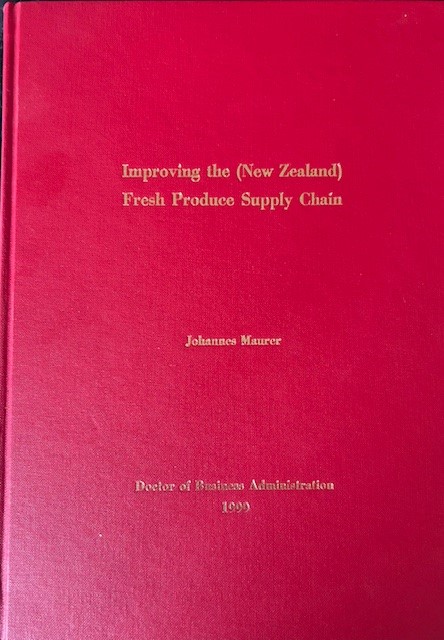 Improving the (New Zealand)
Fresh Produce Supply Chain
Johannes Maurer
Doctor of Business Administration
1999